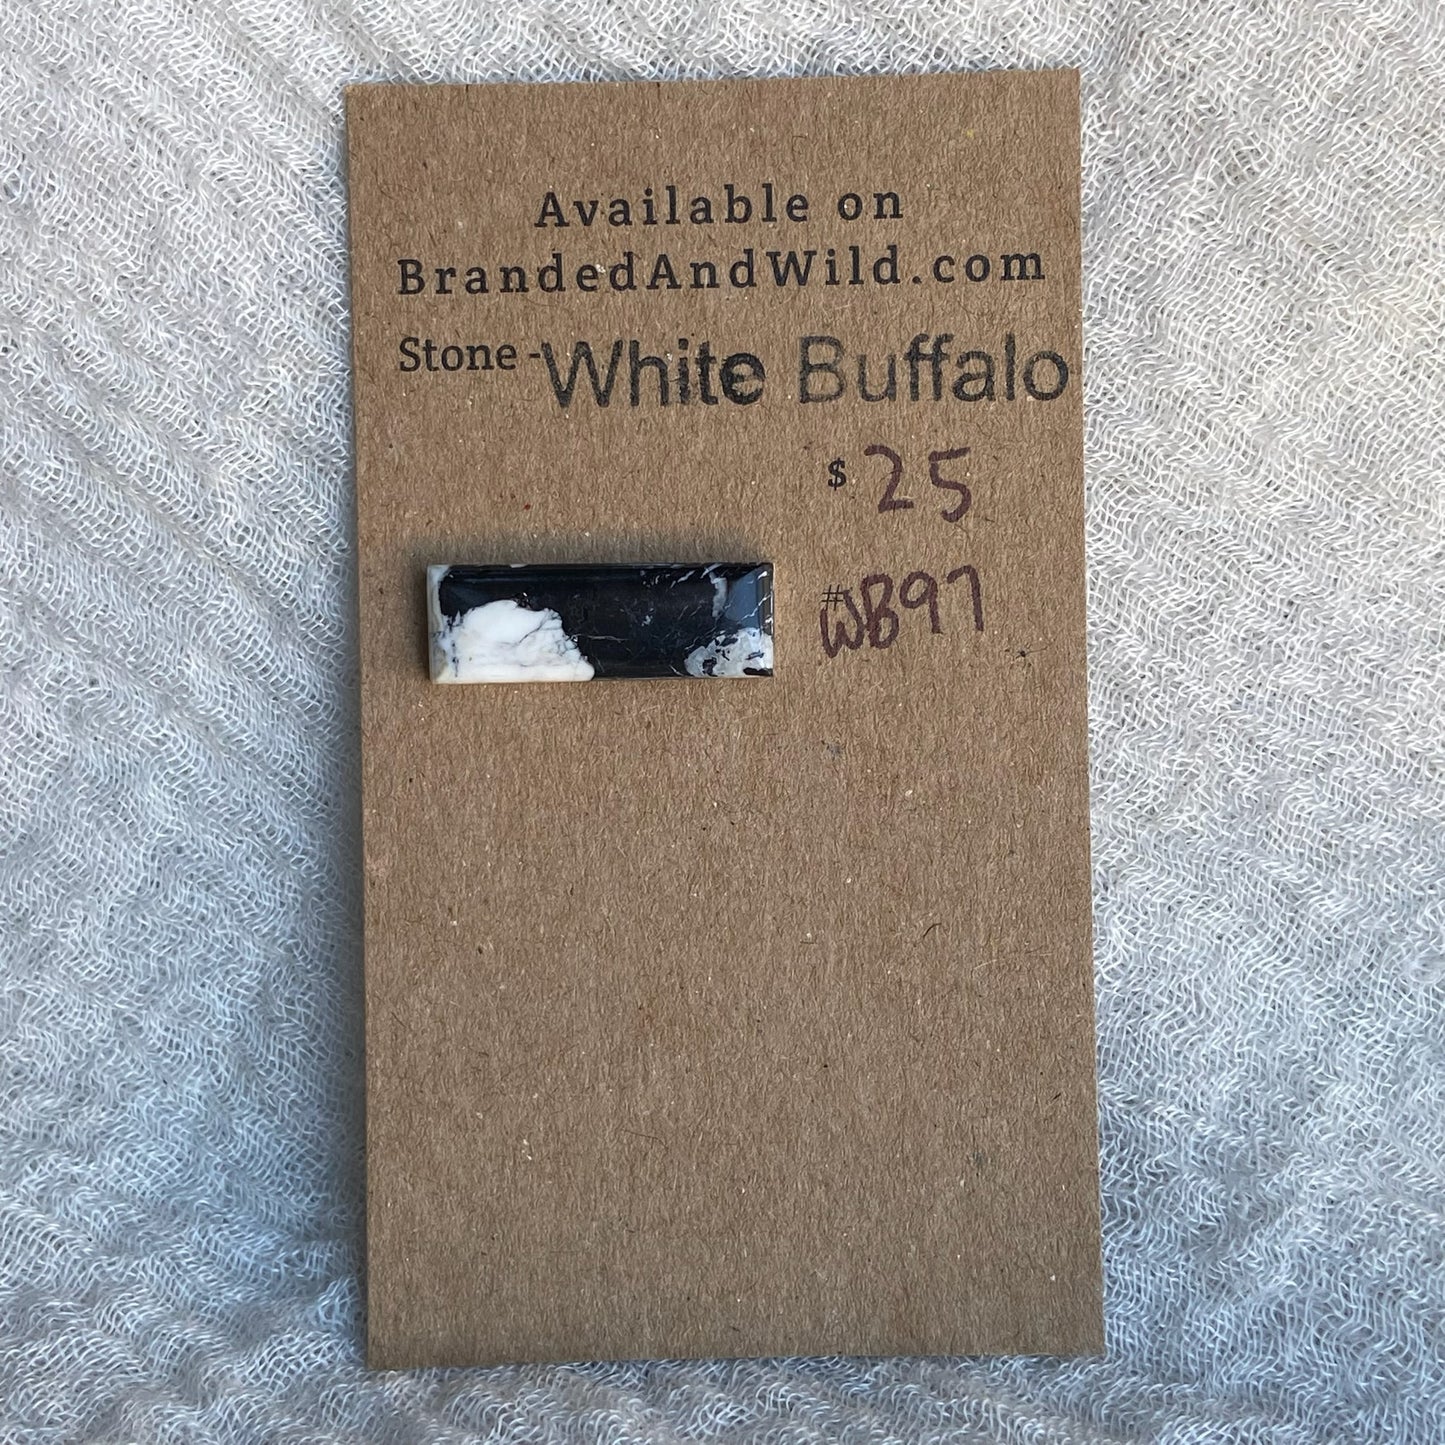 Available on
BrandedAndWild.com
Stone - White Buffalo
$ 25
# WB97